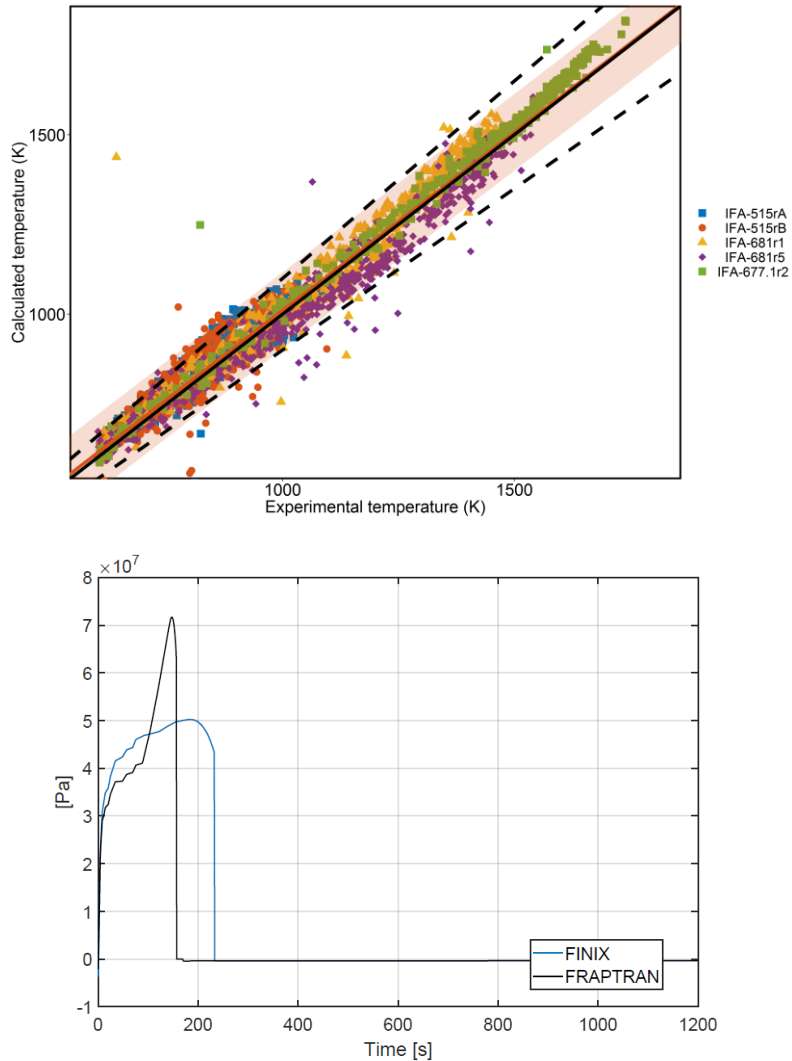 Calculated temperature (K)
1500
1000
1000
1500
Experimental temperature (K)
IFA-515rA
IFA-515rB
IFA-681r1
IFA-681r5
IFA-677.1r2
×10⁷
8
7
6
5
4
3
2
1
0
-1
[Pa]
0
200
400
600
800
1000
1200
Time [s]
FINIX
FRAPTRAN